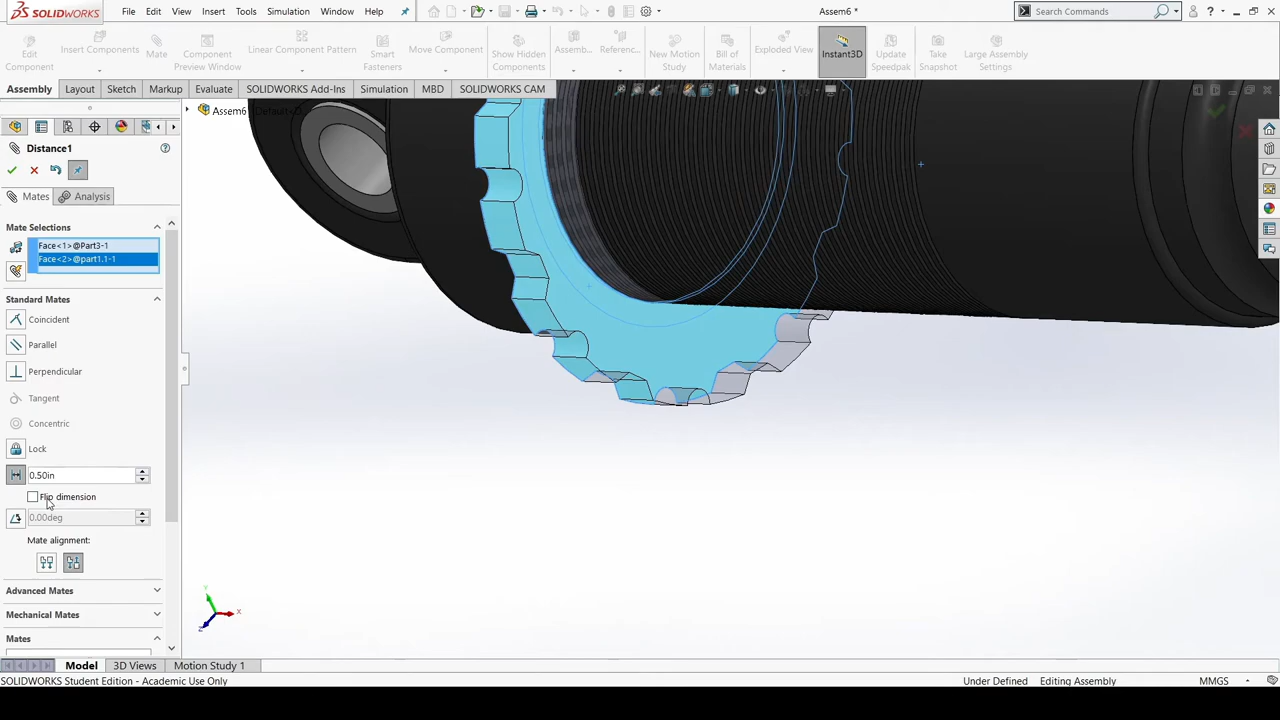 SOLIDWORKS File Edit View Insert Tools Simulation Window Help Assem6 * Search Commands
Edit Component Insert Components Mate Component Preview Window Linear Component Pattern Smart Fasteners Move Component Show Hidden Components Assemb... Referenc... New Motion Study Bill of Materials Exploded View Instant3D Update Speedpak Take Snapshot Large Assembly Settings
Assembly Layout Sketch Markup Evaluate SOLIDWORKS Add-Ins Simulation MBD SOLIDWORKS CAM
Assem6
Distance1
Mates Analysis
Mate Selections
Face<1>@Part3-1
Face<2>@part1.1-1
Standard Mates
Coincident
Parallel
Perpendicular
Tangent
Concentric
Lock
0.50in
Flip dimension
0.00deg
Mate alignment:
Advanced Mates
Mechanical Mates
Mates
Y
X
Z
Model 3D Views Motion Study 1
SOLIDWORKS Student Edition - Academic Use Only Under Defined Editing Assembly MMGS